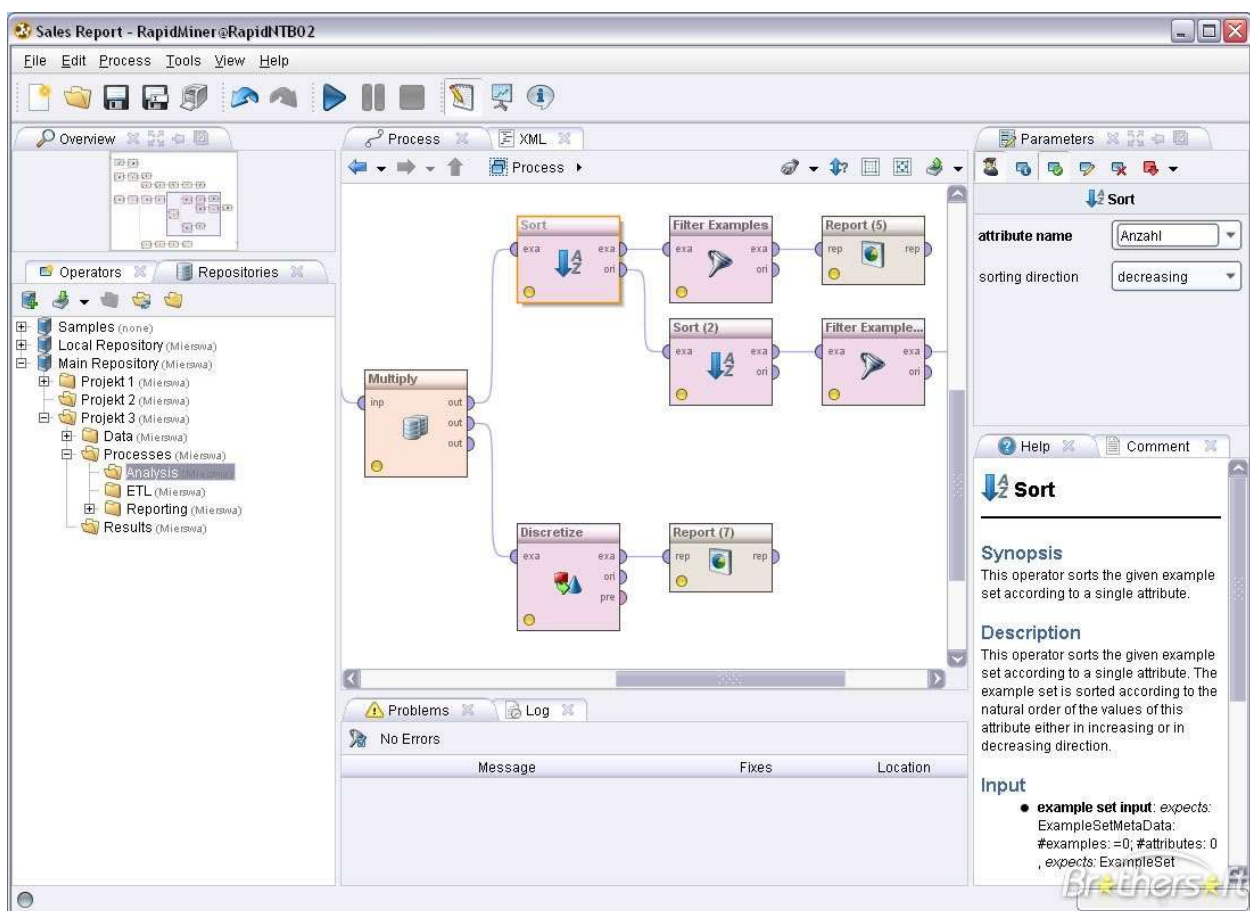 Sales Report - RapidMiner@RapidNTB02
File Edit Process Tools View Help
Overview
Operators
Repositories
Samples (none)
Local Repository (Mierswa)
Main Repository (Mierswa)
Projekt 1 (Mierswa)
Projekt 2 (Mierswa)
Projekt 3 (Mierswa)
Data (Mierswa)
Processes (Mierswa)
Analysis (Mierswa)
ETL (Mierswa)
Reporting (Mierswa)
Results (Mierswa)
Process
XML
Process
Sort
exa exa
ori
Filter Examples
exa exa
ori
Report (5)
rep rep
Sort (2)
exa exa
ori
Filter Example...
exa exa
ori
Multiply
inp out
out
out
Discretize
exa exa
ori
pre
Report (7)
rep rep
Problems
Log
No Errors
Message Fixes Location
Parameters
Sort
attribute name Anzahl
sorting direction decreasing
Help
Comment
Sort
Synopsis
This operator sorts the given example
set according to a single attribute.
Description
This operator sorts the given example
set according to a single attribute. The
example set is sorted according to the
natural order of the values of this
attribute either in increasing or in
decreasing direction.
Input
example set input: expects:
ExampleSetMetaData:
#examples: =0; #attributes: 0
, expects: ExampleSet
Brothersoft